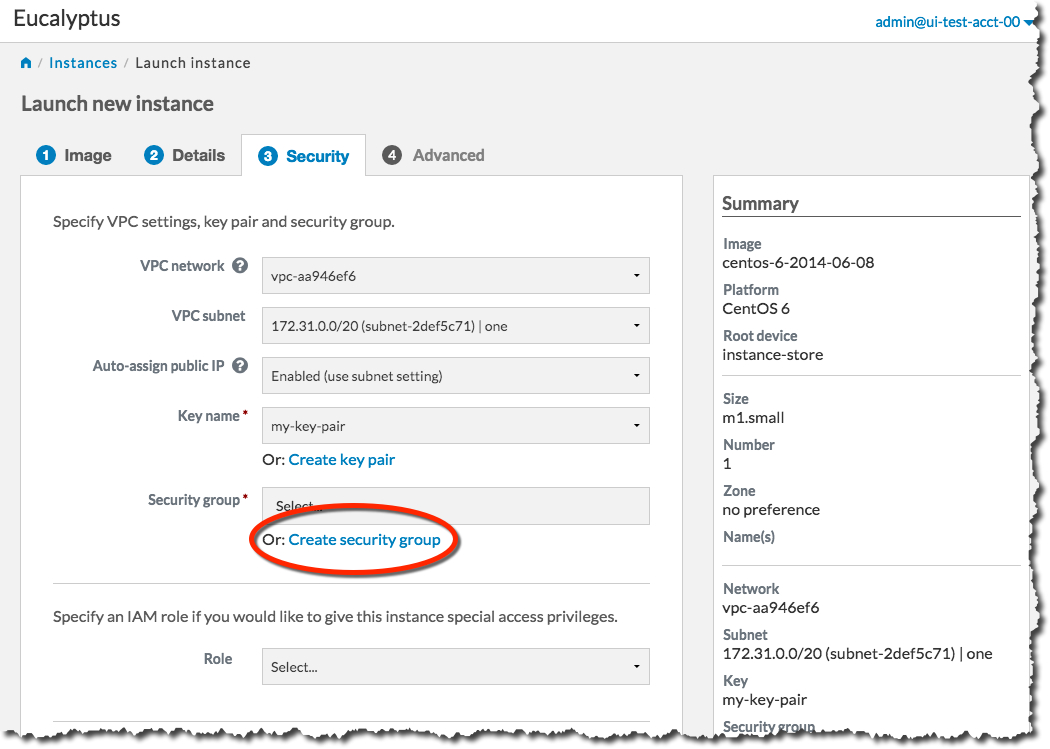 Eucalyptus
admin@ui-test-acct-00
/ Instances / Launch instance
Launch new instance
1 Image 2 Details 3 Security 4 Advanced
Specify VPC settings, key pair and security group.
VPC network ? vpc-aa946ef6
VPC subnet 172.31.0.0/20 (subnet-2def5c71) | one
Auto-assign public IP ? Enabled (use subnet setting)
Key name * my-key-pair
Or: Create key pair
Security group * Select...
Or: Create security group
Specify an IAM role if you would like to give this instance special access privileges.
Role Select...
Summary
Image
centos-6-2014-06-08
Platform
CentOS 6
Root device
instance-store
Size
m1.small
Number
1
Zone
no preference
Name(s)
Network
vpc-aa946ef6
Subnet
172.31.0.0/20 (subnet-2def5c71) | one
Key
my-key-pair
Security group